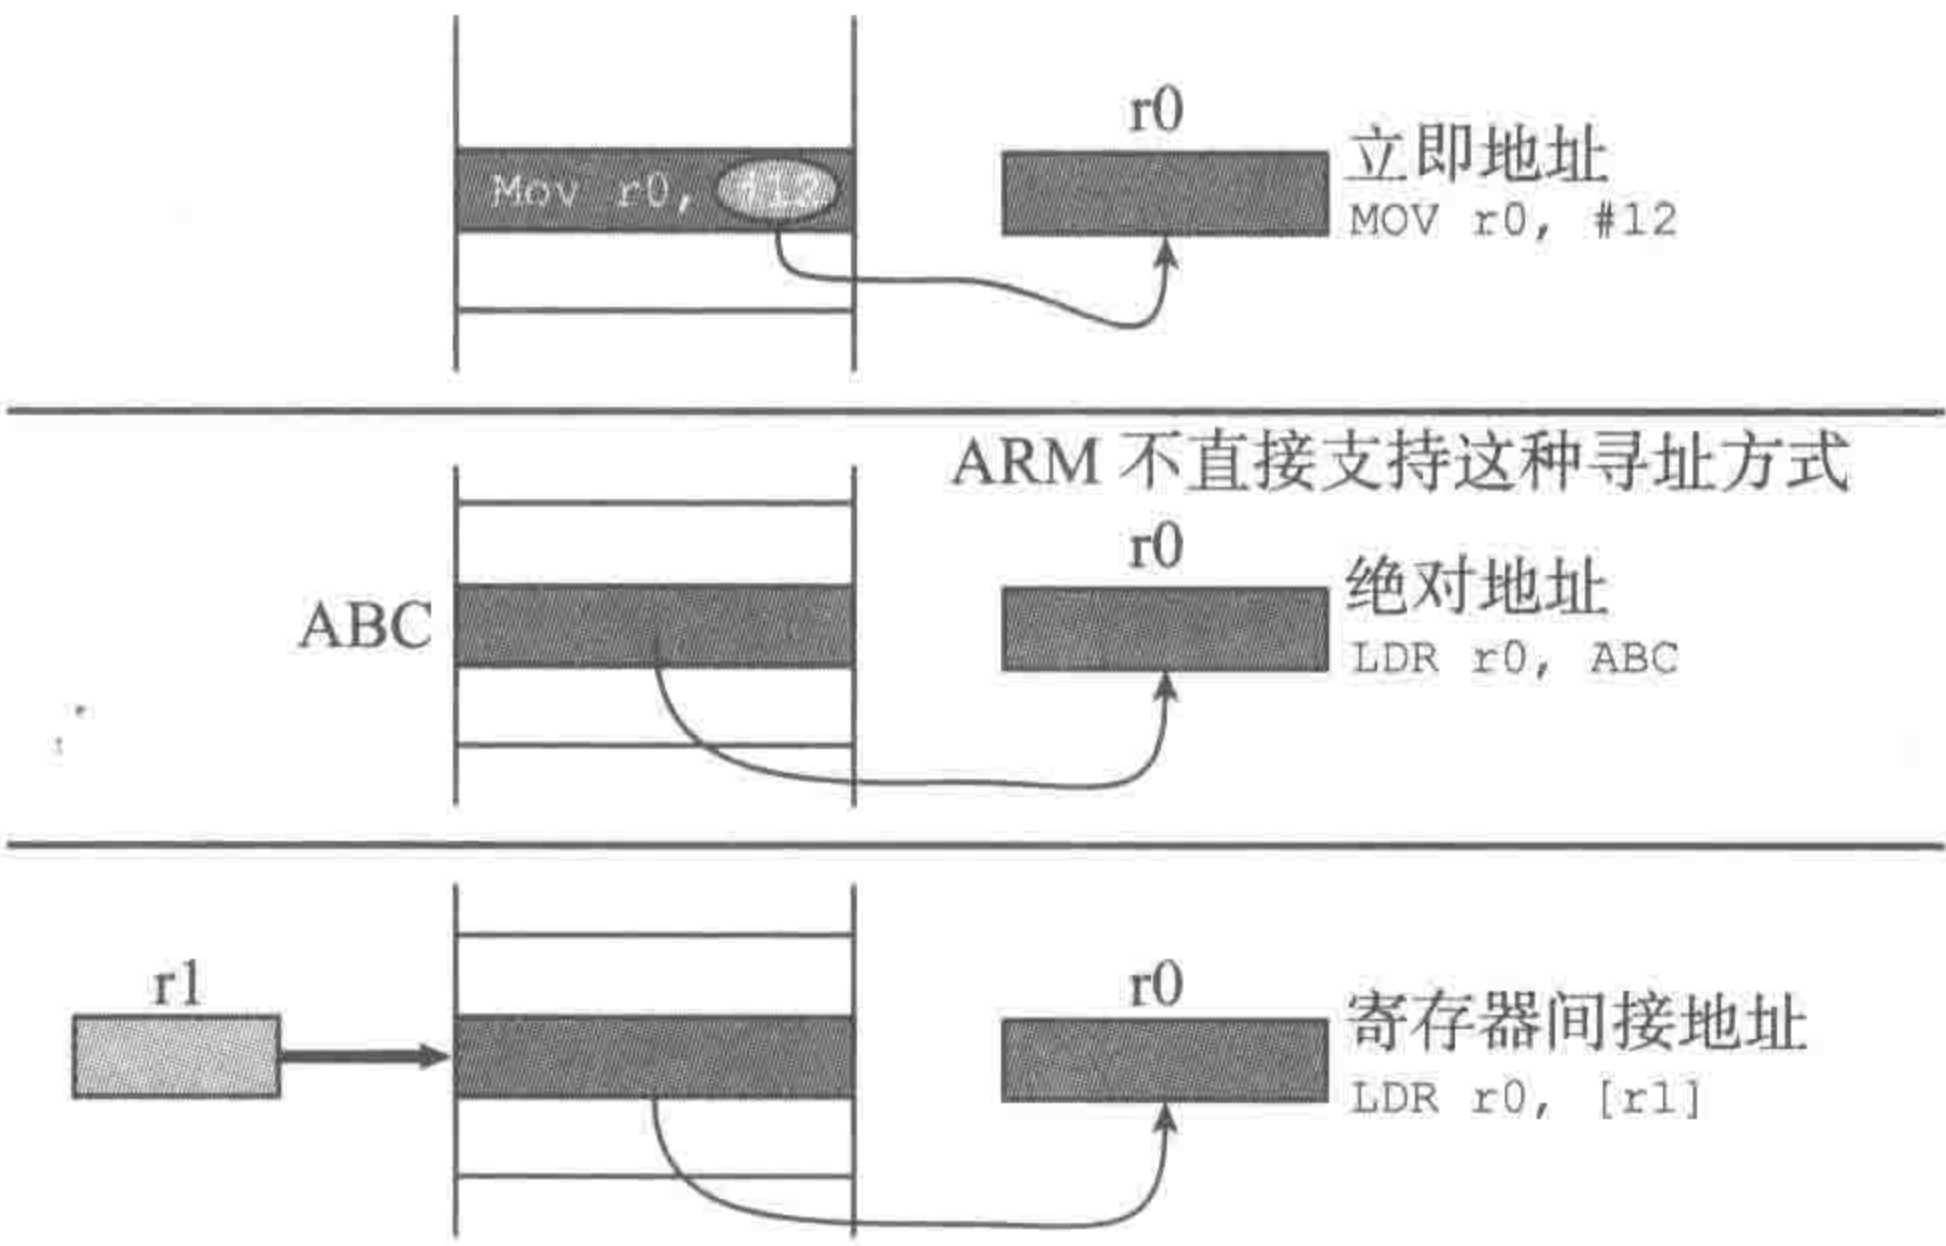 r0
立即地址
Mov r0, #12
MOV r0, #12
ARM 不直接支持这种寻址方式
r0
绝对地址
ABC
LDR r0, ABC
r1
r0
寄存器间接地址
LDR r0, [r1]